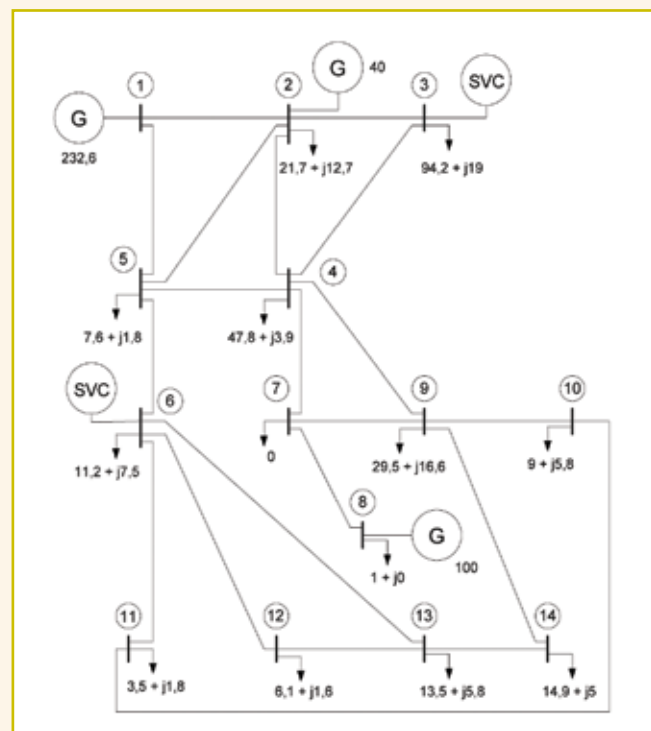 G
40
SVC
1
2
3
G
232,6
21,7 + j12,7
94,2 + j19
5
4
7,6 + j1,8
47,8 + j3,9
SVC
6
7
9
10
11,2 + j7,5
0
29,5 + j16,6
9 + j5,8
8
G
100
1 + j0
11
12
13
14
3,5 + j1,8
6,1 + j1,6
13,5 + j5,8
14,9 + j5